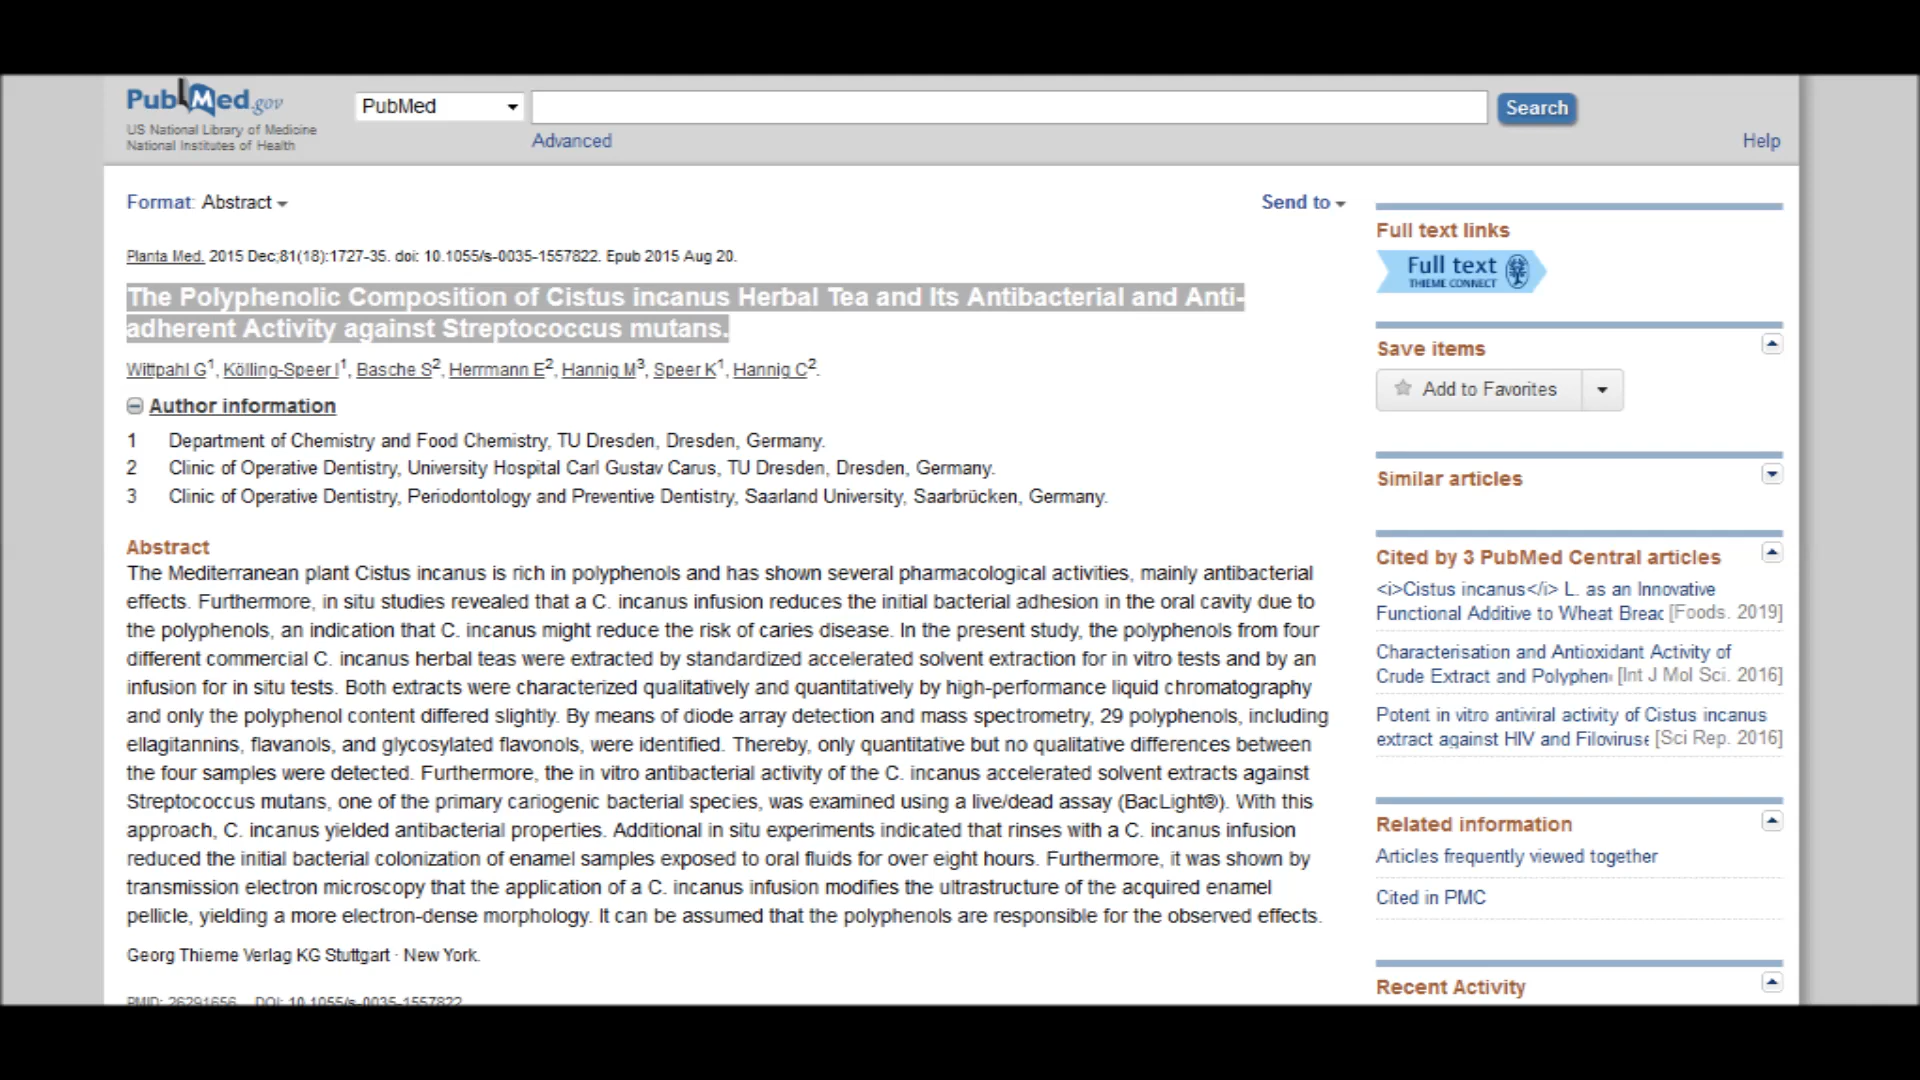 PubMed.gov
US National Library of Medicine
National Institutes of Health
PubMed
Search
Advanced
Help
Format: Abstract
Send to
Planta Med. 2015 Dec;81(18):1727-35. doi: 10.1055/s-0035-1557822. Epub 2015 Aug 20.
The Polyphenolic Composition of Cistus incanus Herbal Tea and Its Antibacterial and Anti-
adherent Activity against Streptococcus mutans.
Wittpahl G1, Kölling-Speer I1, Basche S2, Herrmann E2, Hannig M3, Speer K1, Hannig C2.
Author information
1 Department of Chemistry and Food Chemistry, TU Dresden, Dresden, Germany.
2 Clinic of Operative Dentistry, University Hospital Carl Gustav Carus, TU Dresden, Dresden, Germany.
3 Clinic of Operative Dentistry, Periodontology and Preventive Dentistry, Saarland University, Saarbrücken, Germany.
Abstract
The Mediterranean plant Cistus incanus is rich in polyphenols and has shown several pharmacological activities, mainly antibacterial
effects. Furthermore, in situ studies revealed that a C. incanus infusion reduces the initial bacterial adhesion in the oral cavity due to
the polyphenols, an indication that C. incanus might reduce the risk of caries disease. In the present study, the polyphenols from four
different commercial C. incanus herbal teas were extracted by standardized accelerated solvent extraction for in vitro tests and by an
infusion for in situ tests. Both extracts were characterized qualitatively and quantitatively by high-performance liquid chromatography
and only the polyphenol content differed slightly. By means of diode array detection and mass spectrometry, 29 polyphenols, including
ellagitannins, flavanols, and glycosylated flavonols, were identified. Thereby, only quantitative but no qualitative differences between
the four samples were detected. Furthermore, the in vitro antibacterial activity of the C. incanus accelerated solvent extracts against
Streptococcus mutans, one of the primary cariogenic bacterial species, was examined using a live/dead assay (BacLight®). With this
approach, C. incanus yielded antibacterial properties. Additional in situ experiments indicated that rinses with a C. incanus infusion
reduced the initial bacterial colonization of enamel samples exposed to oral fluids for over eight hours. Furthermore, it was shown by
transmission electron microscopy that the application of a C. incanus infusion modifies the ultrastructure of the acquired enamel
pellicle, yielding a more electron-dense morphology. It can be assumed that the polyphenols are responsible for the observed effects.
Georg Thieme Verlag KG Stuttgart · New York.
PMID: 26291656 DOI: 10.1055/s-0035-1557822
Full text links
Full text
THIEME CONNECT
Save items
Add to Favorites
Similar articles
Cited by 3 PubMed Central articles
<i>Cistus incanus</i> L. as an Innovative
Functional Additive to Wheat Breac [Foods. 2019]
Characterisation and Antioxidant Activity of
Crude Extract and Polyphen [Int J Mol Sci. 2016]
Potent in vitro antiviral activity of Cistus incanus
extract against HIV and Filoviruse [Sci Rep. 2016]
Related information
Articles frequently viewed together
Cited in PMC
Recent Activity